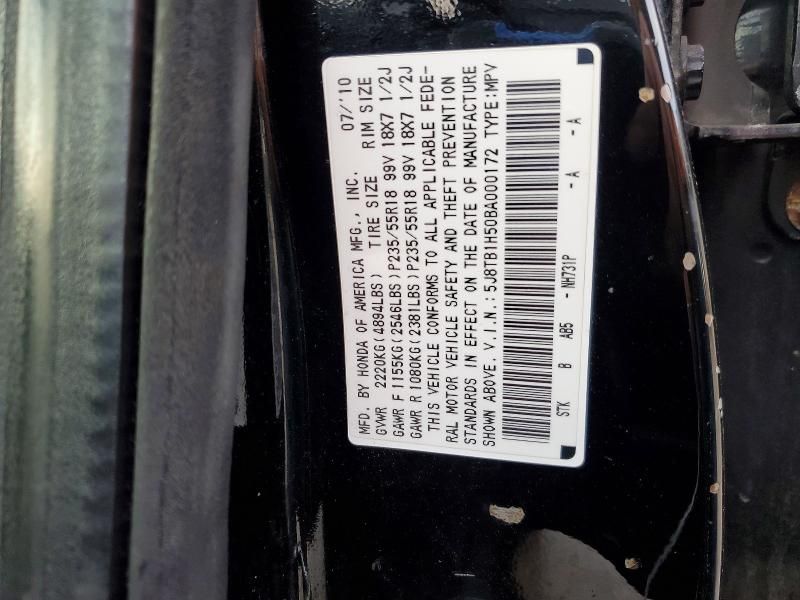 MFD. BY HONDA OF AMERICA MFG., INC. 07/'10
GVWR 2220KG(4894LBS) TIRE SIZE RIM SIZE
GAWR F1155KG(2546LBS)P235/55R18 99V 18X7 1/2J
GAWR R1080KG(2381LBS)P235/55R18 99V 18X7 1/2J
THIS VEHICLE CONFORMS TO ALL APPLICABLE FEDE-
RAL MOTOR VEHICLE SAFETY AND THEFT PREVENTION
STANDARDS IN EFFECT ON THE DATE OF MANUFACTURE
SHOWN ABOVE. V.I.N.:5J8TB1H50BA000172 TYPE:MPV
STK B AB5 - NH731P - A - A